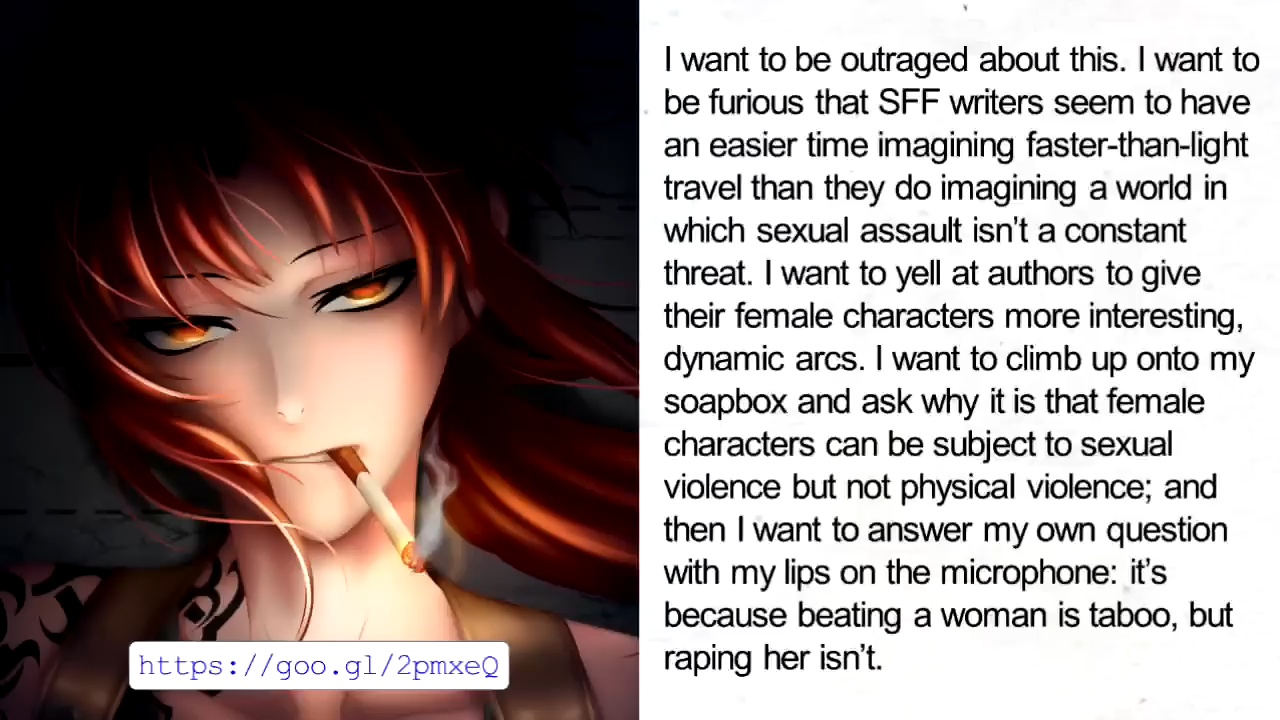 I want to be outraged about this. I want to
be furious that SFF writers seem to have
an easier time imagining faster-than-light
travel than they do imagining a world in
which sexual assault isn’t a constant
threat. I want to yell at authors to give
their female characters more interesting,
dynamic arcs. I want to climb up onto my
soapbox and ask why it is that female
characters can be subject to sexual
violence but not physical violence; and
then I want to answer my own question
with my lips on the microphone: it’s
because beating a woman is taboo, but
raping her isn’t.
https://goo.gl/2pmxeQ